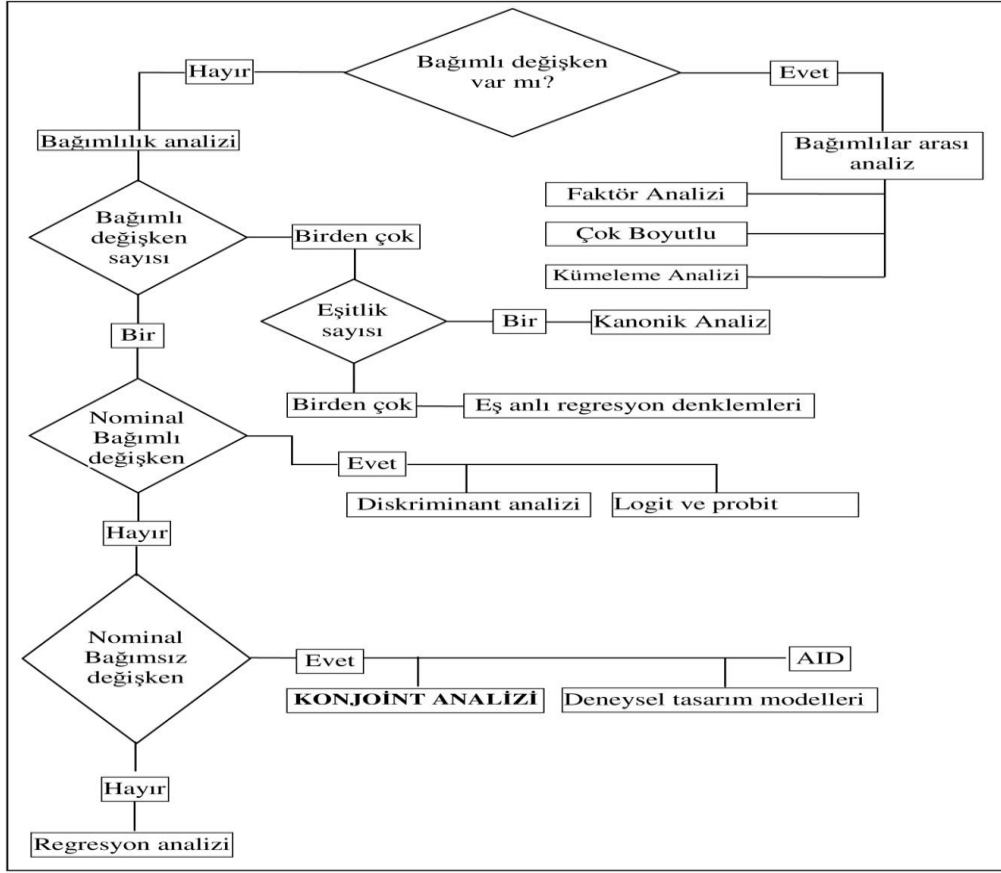 Bağımlı değişken
var mı?
Hayır
Evet
Bağımlılık analizi
Bağımlılar arası
analiz
Faktör Analizi
Çok Boyutlu
Kümeleme Analizi
Bağımlı
değişken
sayısı
Birden çok
Eşitlik
sayısı
Bir
Kanonik Analiz
Bir
Birden çok
Eş anlı regresyon denklemleri
Nominal
Bağımlı
değişken
Evet
Diskriminant analizi
Logit ve probit
Hayır
Nominal
Bağımsız
değişken
Evet
AID
KONJOİNT ANALİZİ
Deneysel tasarım modelleri
Hayır
Regresyon analizi